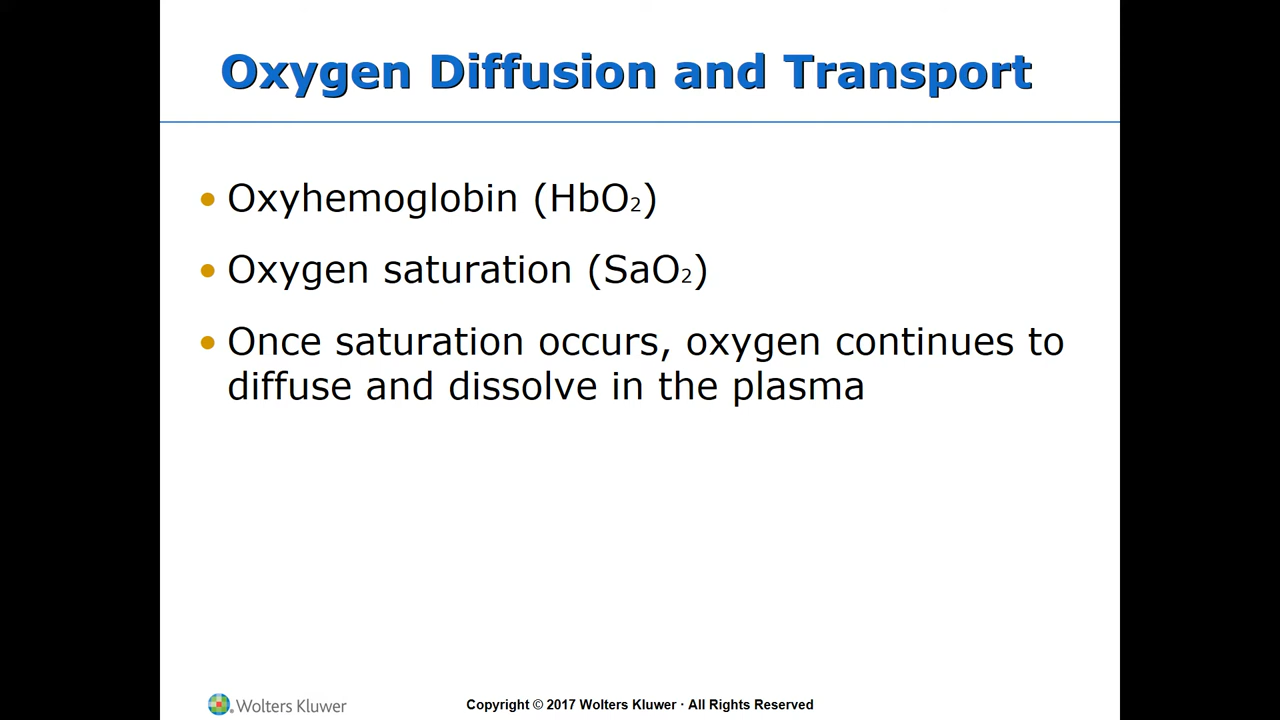 Oxygen Diffusion and Transport
• Oxyhemoglobin (HbO₂)
• Oxygen saturation (SaO₂)
• Once saturation occurs, oxygen continues to
diffuse and dissolve in the plasma
Wolters Kluwer
Copyright © 2017 Wolters Kluwer · All Rights Reserved